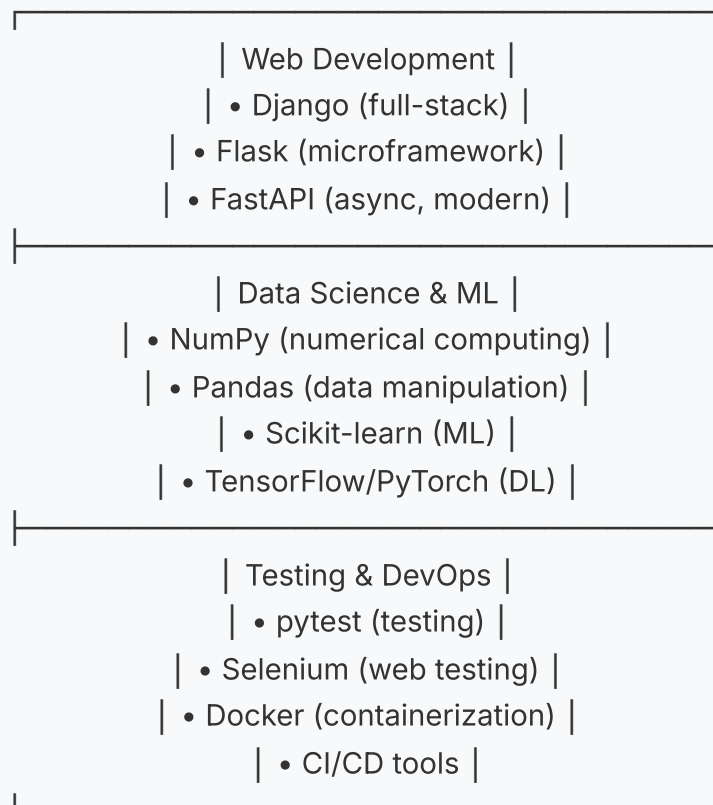 │ Web Development │
│ • Django (full-stack) │
│ • Flask (microframework) │
│ • FastAPI (async, modern) │
│ Data Science & ML │
│ • NumPy (numerical computing) │
│ • Pandas (data manipulation) │
│ • Scikit-learn (ML) │
│ • TensorFlow/PyTorch (DL) │
│ Testing & DevOps │
│ • pytest (testing) │
│ • Selenium (web testing) │
│ • Docker (containerization) │
│ • CI/CD tools │